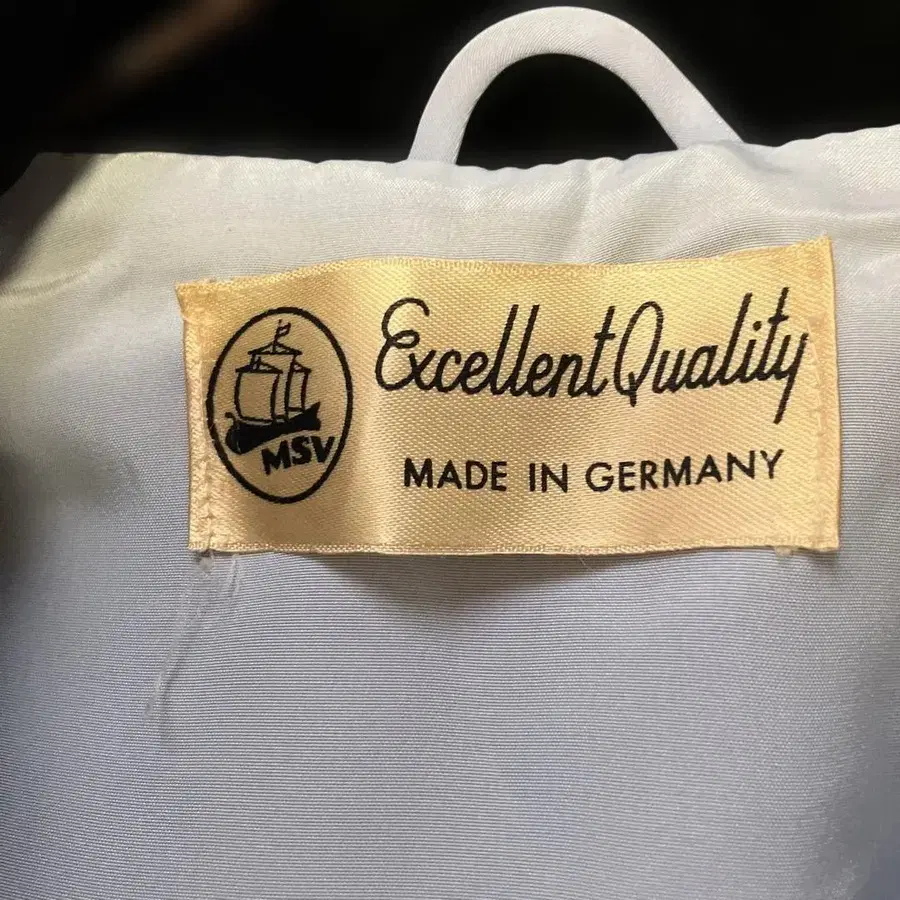 Excellent Quality
MSV
MADE IN GERMANY